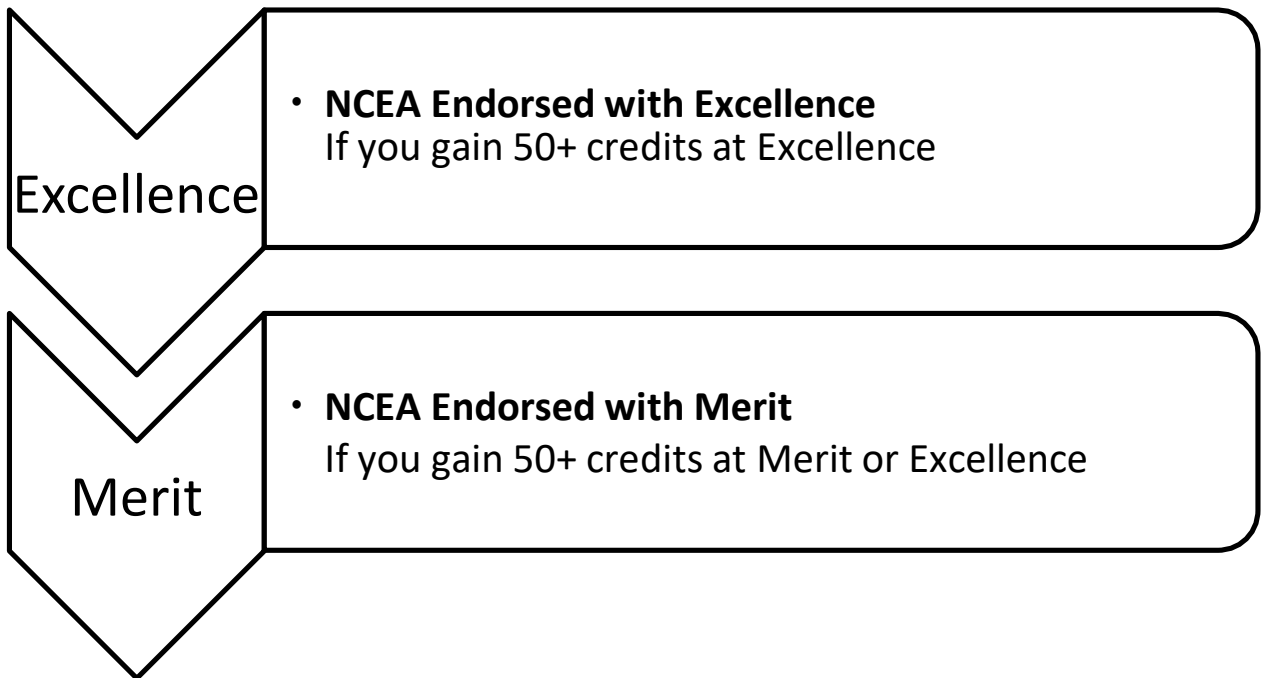 Excellence
• NCEA Endorsed with Excellence
If you gain 50+ credits at Excellence
Merit
• NCEA Endorsed with Merit
If you gain 50+ credits at Merit or Excellence